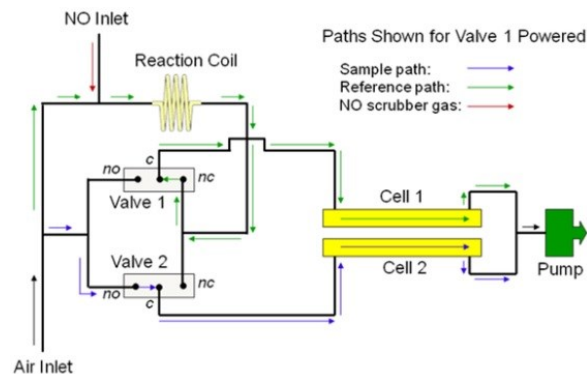 NO Inlet
Paths Shown for Valve 1 Powered
Reaction Coil
Sample path:
Reference path:
NO scrubber gas:
c
no
nc
Valve 1
Cell 1
Valve 2
Cell 2
no
c
nc
Pump
Air Inlet